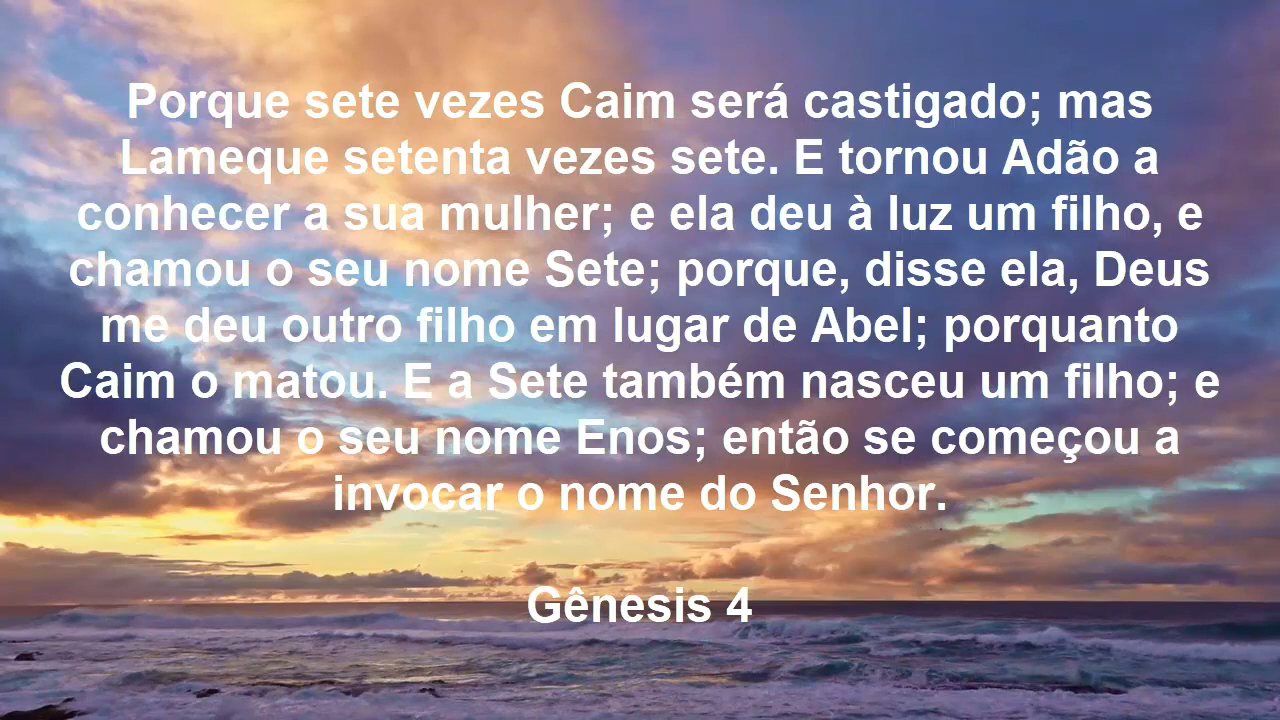 Porque sete vezes Caim será castigado; mas
Lameque setenta vezes sete. E tornou Adão a
conhecer a sua mulher; e ela deu à luz um filho, e
chamou o seu nome Sete; porque, disse ela, Deus
me deu outro filho em lugar de Abel; porquanto
Caim o matou. E a Sete também nasceu um filho; e
chamou o seu nome Enos; então se começou a
invocar o nome do Senhor.
Gênesis 4